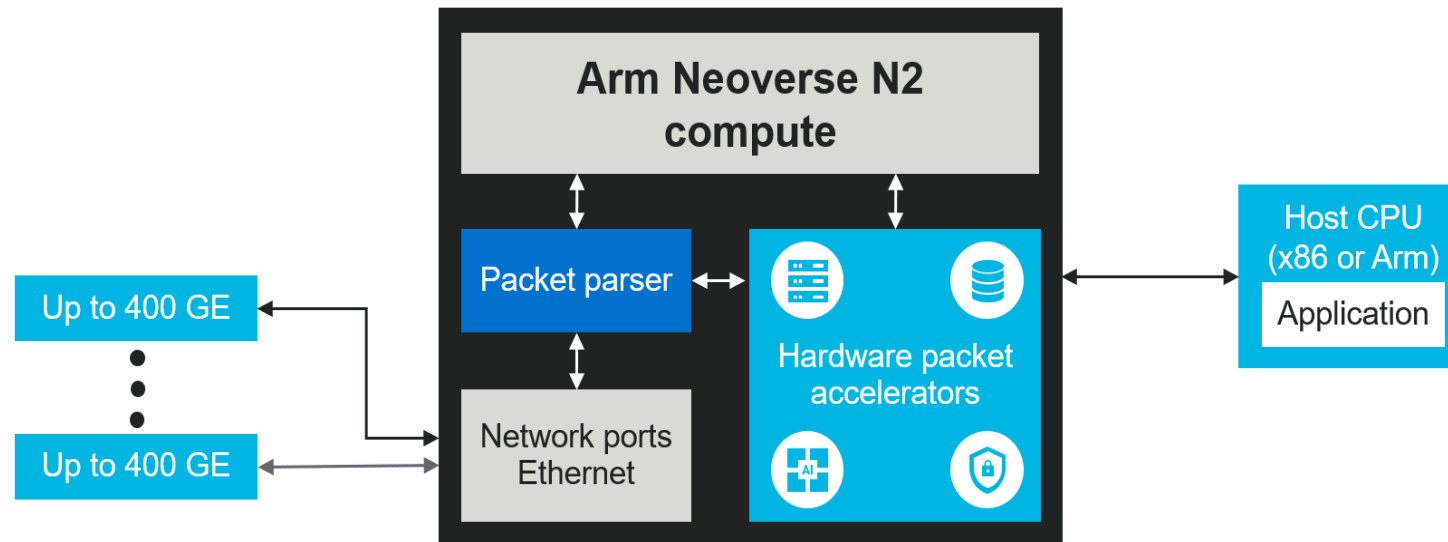 Arm Neoverse N2
compute
Packet parser
Hardware packet
accelerators
AI
Network ports
Ethernet
Up to 400 GE
Up to 400 GE
Host CPU
(x86 or Arm)
Application